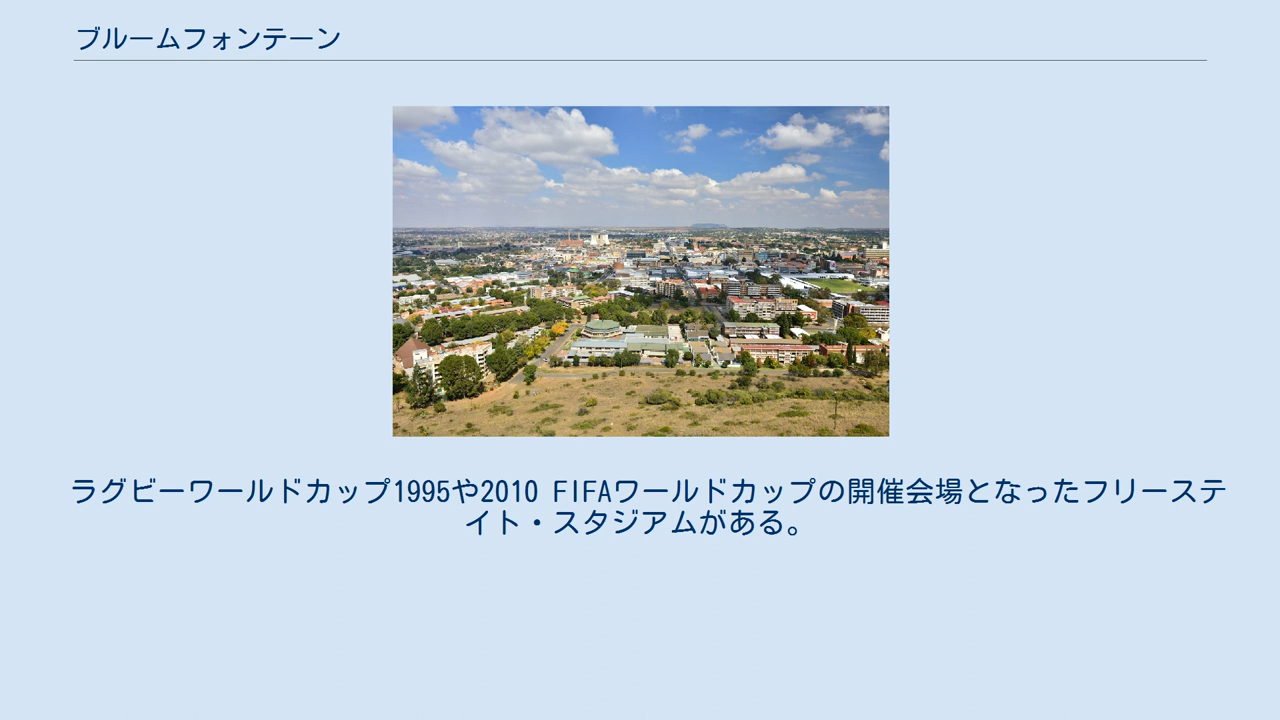 ブルームフォンテーン
ラグビーワールドカップ1995や2010 FIFAワールドカップの開催会場となったフリーステ
イト・スタジアムがある。